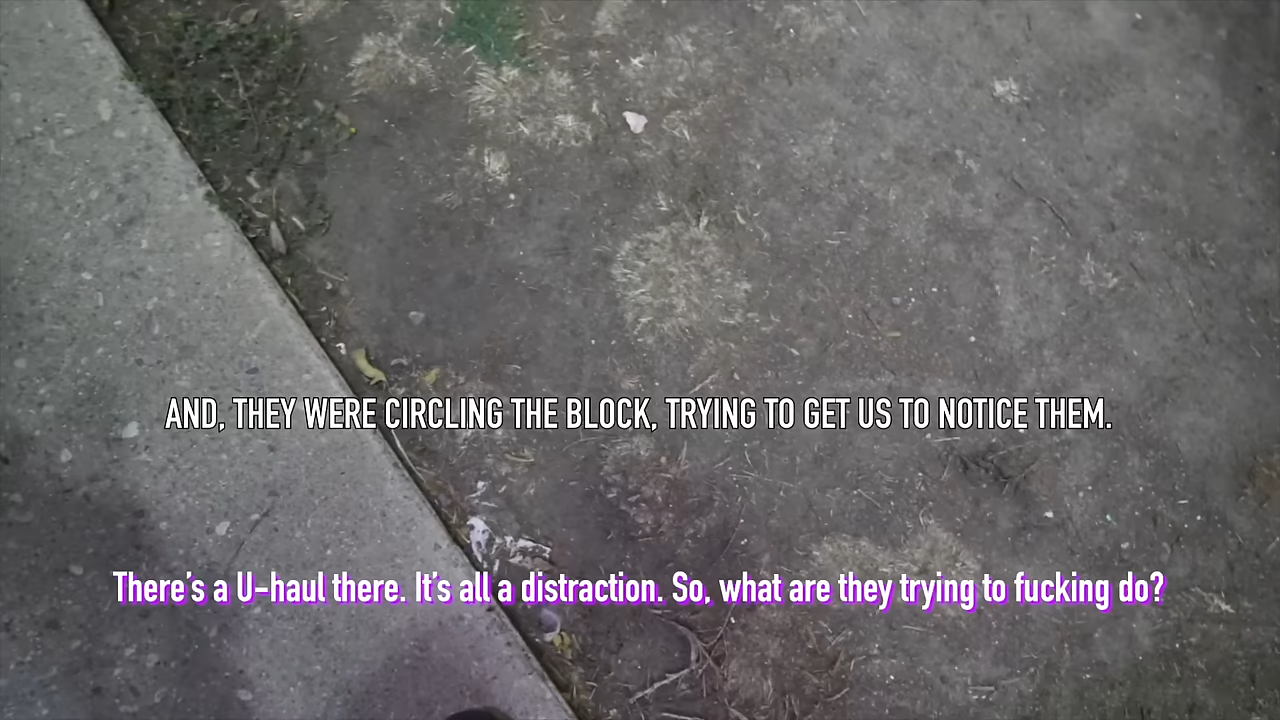 AND, THEY WERE CIRCLING THE BLOCK, TRYING TO GET US TO NOTICE THEM.
There's a U-haul there. It's all a distraction. So, what are they trying to fucking do?